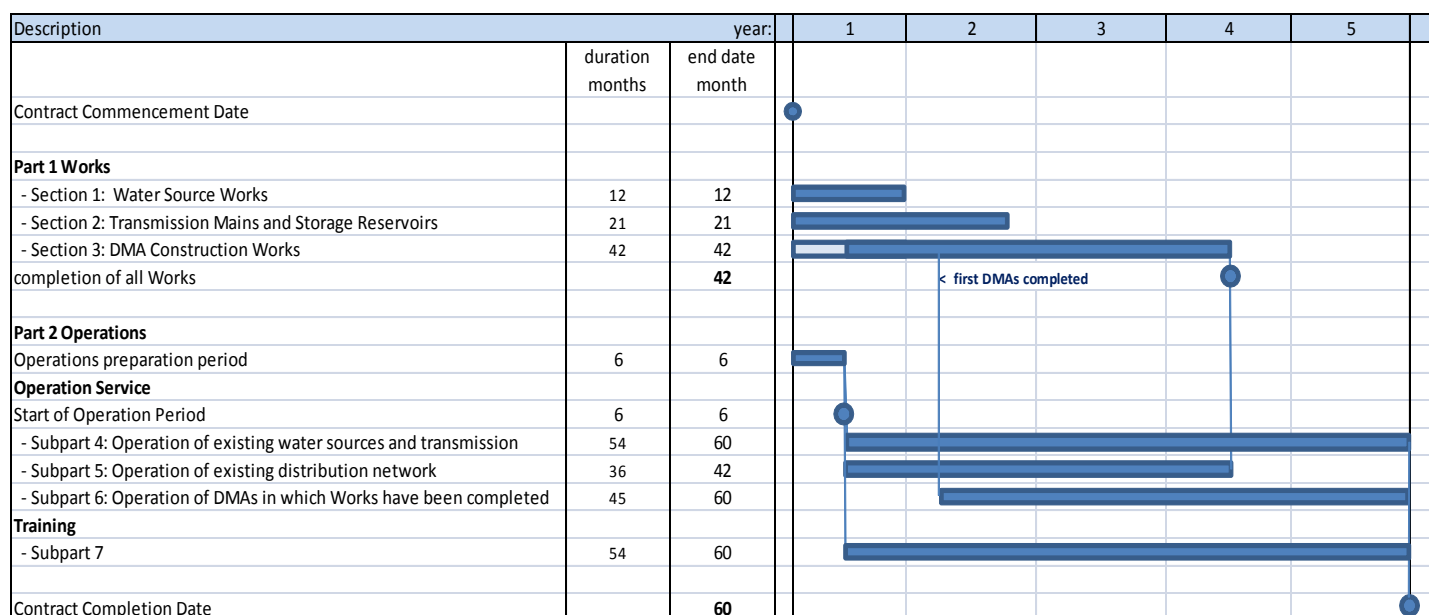 Description year: 1 2 3 4 5
duration end date
months month
Contract Commencement Date
Part 1 Works
- Section 1: Water Source Works 12 12
- Section 2: Transmission Mains and Storage Reservoirs 21 21
- Section 3: DMA Construction Works 42 42
completion of all Works 42 < first DMAs completed
Part 2 Operations
Operations preparation period 6 6
Operation Service
Start of Operation Period 6 6
- Subpart 4: Operation of existing water sources and transmission 54 60
- Subpart 5: Operation of existing distribution network 36 42
- Subpart 6: Operation of DMAs in which Works have been completed 45 60
Training
- Subpart 7 54 60
Contract Completion Date 60